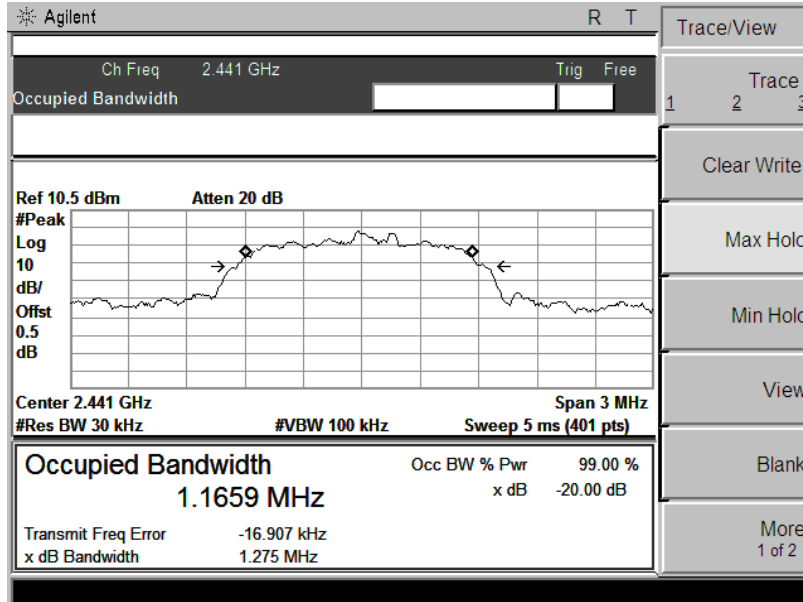 Agilent R T
Trace/View
Ch Freq 2.441 GHz Trig Free
Occupied Bandwidth
Trace
1 2 3
Clear Write
Ref 10.5 dBm Atten 20 dB
#Peak
Log
10
dB/
Offst
0.5
dB
Max Hold
Min Hold
View
Center 2.441 GHz Span 3 MHz
#Res BW 30 kHz #VBW 100 kHz Sweep 5 ms (401 pts)
Blank
Occupied Bandwidth Occ BW % Pwr 99.00 %
1.1659 MHz x dB -20.00 dB
Transmit Freq Error -16.907 kHz
x dB Bandwidth 1.275 MHz
More
1 of 2